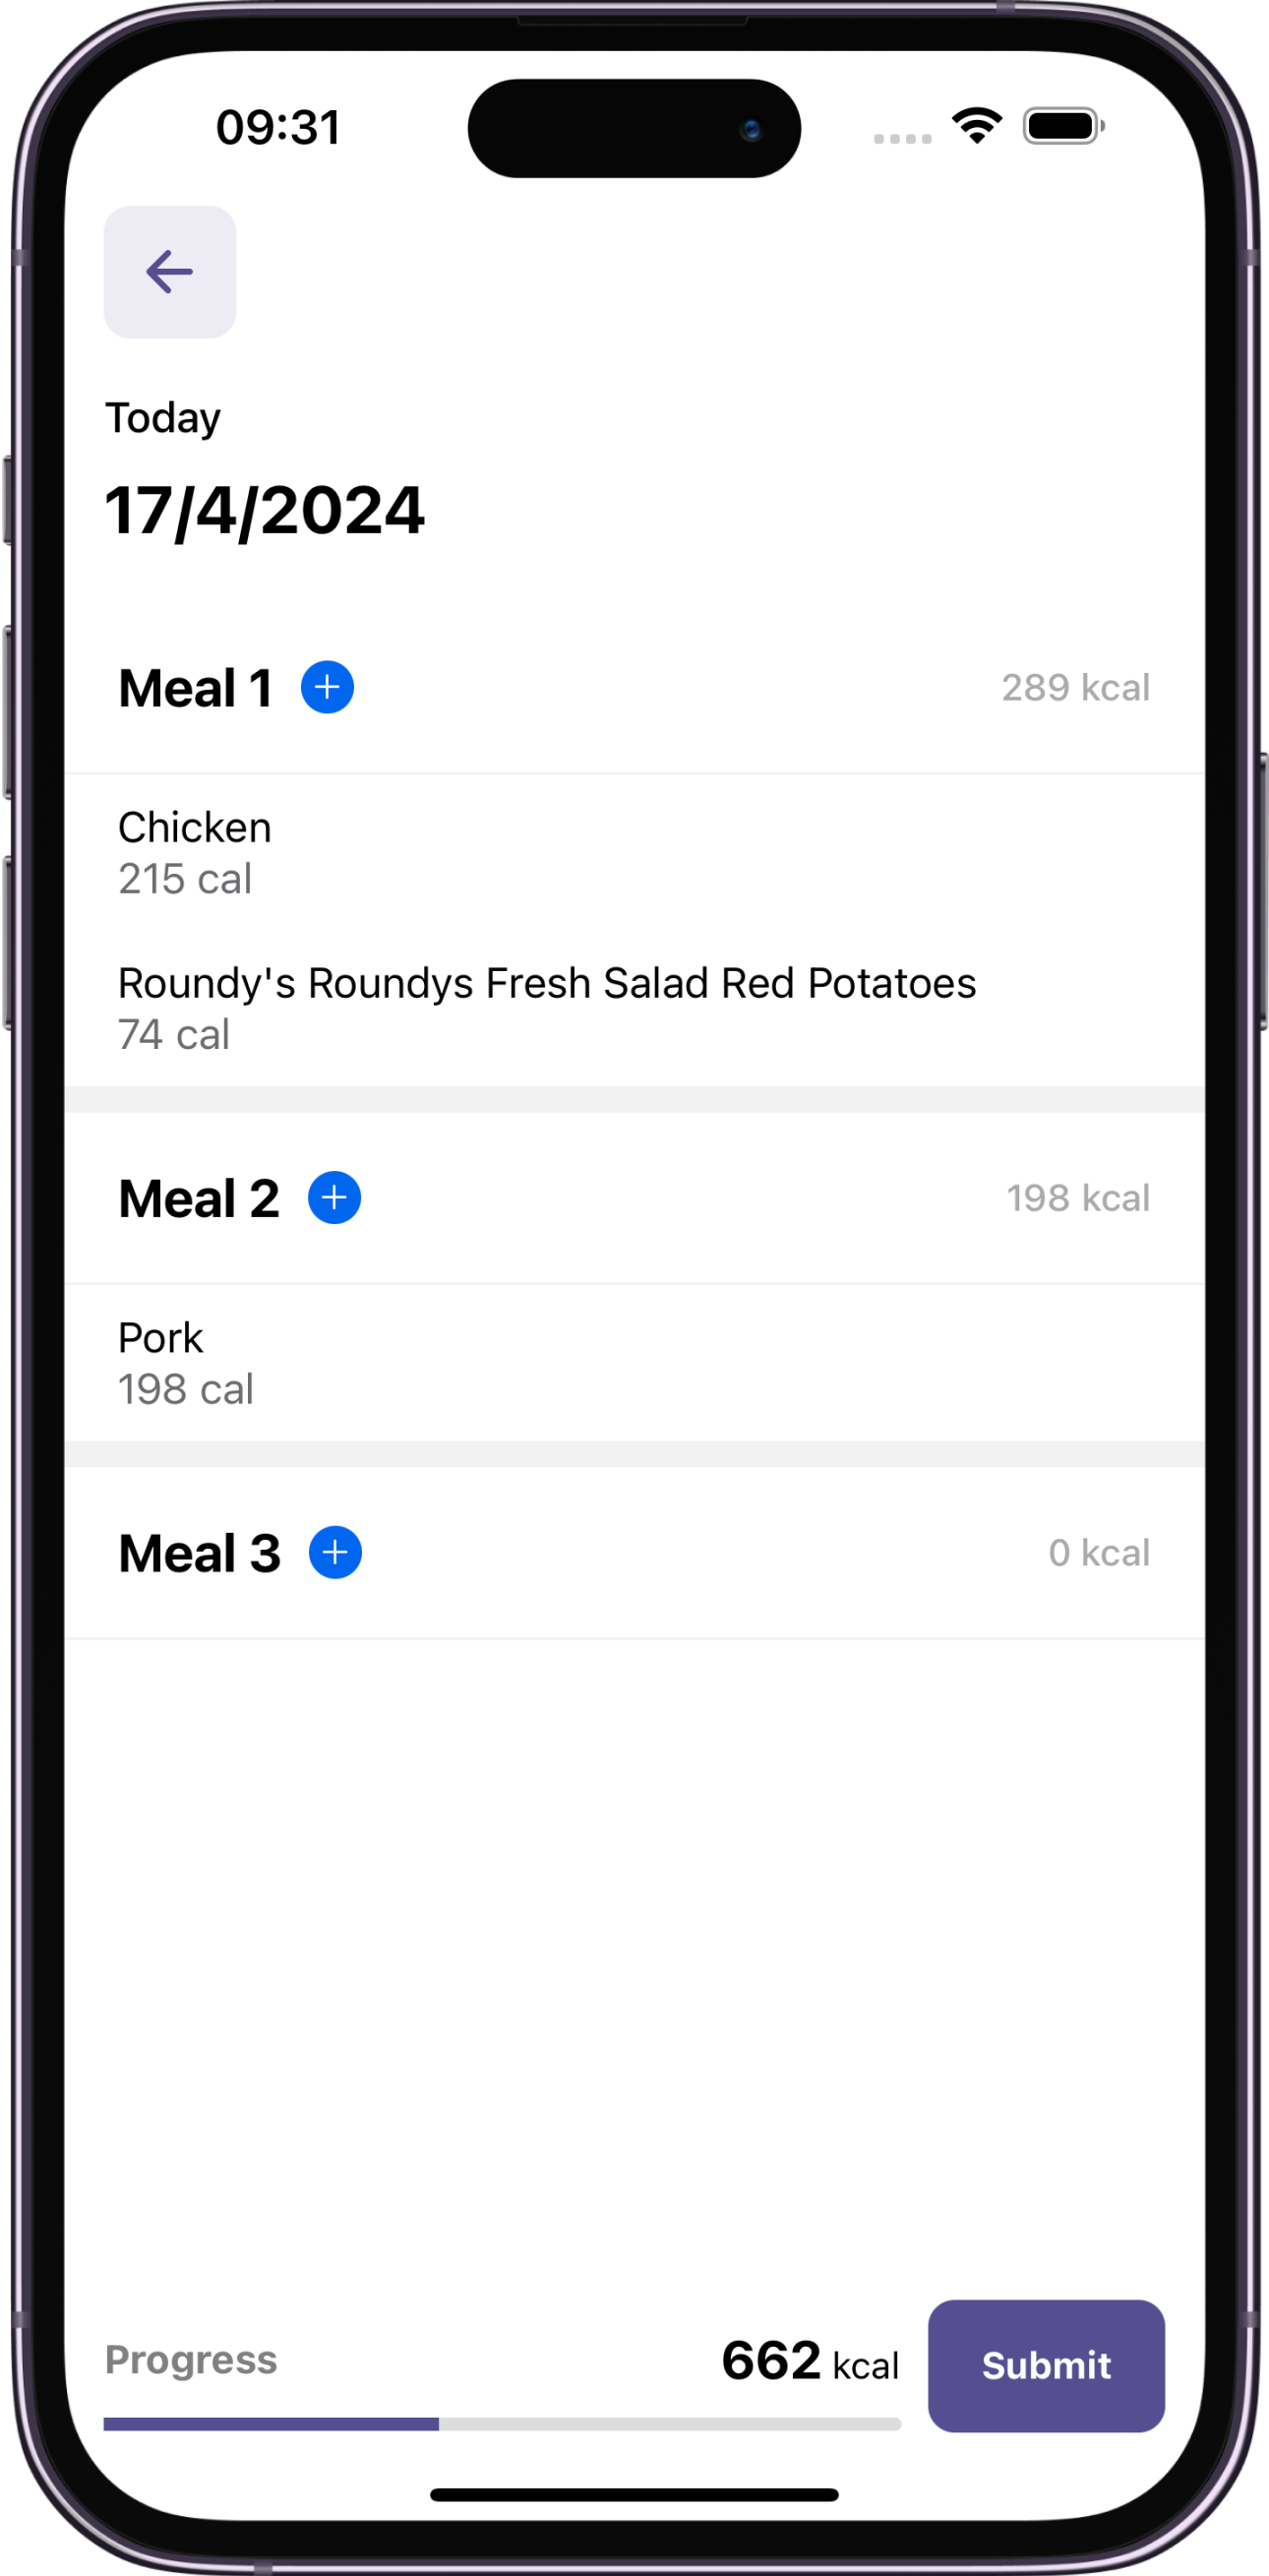 09:31
Today
17/4/2024
Meal 1
289 kcal
Chicken
215 cal
Roundy's Roundys Fresh Salad Red Potatoes
74 cal
Meal 2
198 kcal
Pork
198 cal
Meal 3
0 kcal
Progress
662 kcal
Submit